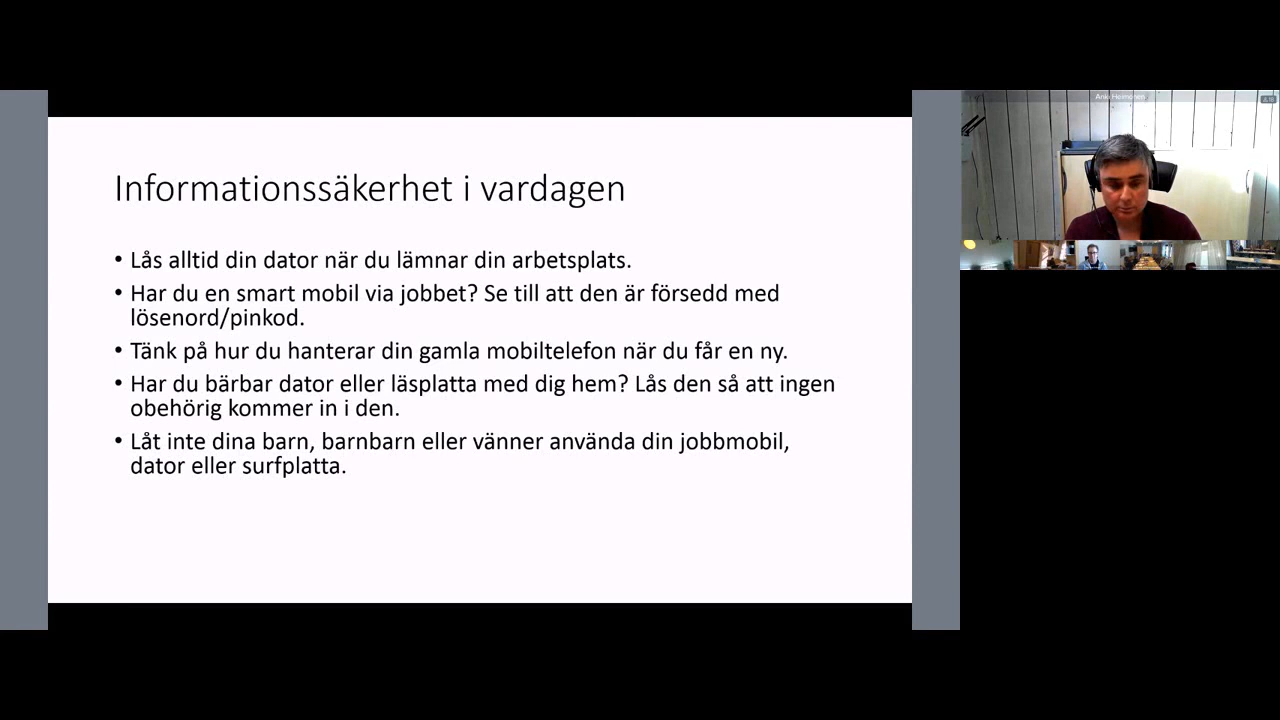 Informationssäkerhet i vardagen
• Lås alltid din dator när du lämnar din arbetsplats.
• Har du en smart mobil via jobbet? Se till att den är försedd med
lösenord/pinkod.
• Tänk på hur du hanterar din gamla mobiltelefon när du får en ny.
• Har du bärbar dator eller läsplatta med dig hem? Lås den så att ingen
obehörig kommer in i den.
• Låt inte dina barn, barnbarn eller vänner använda din jobbmobil,
dator eller surfplatta.